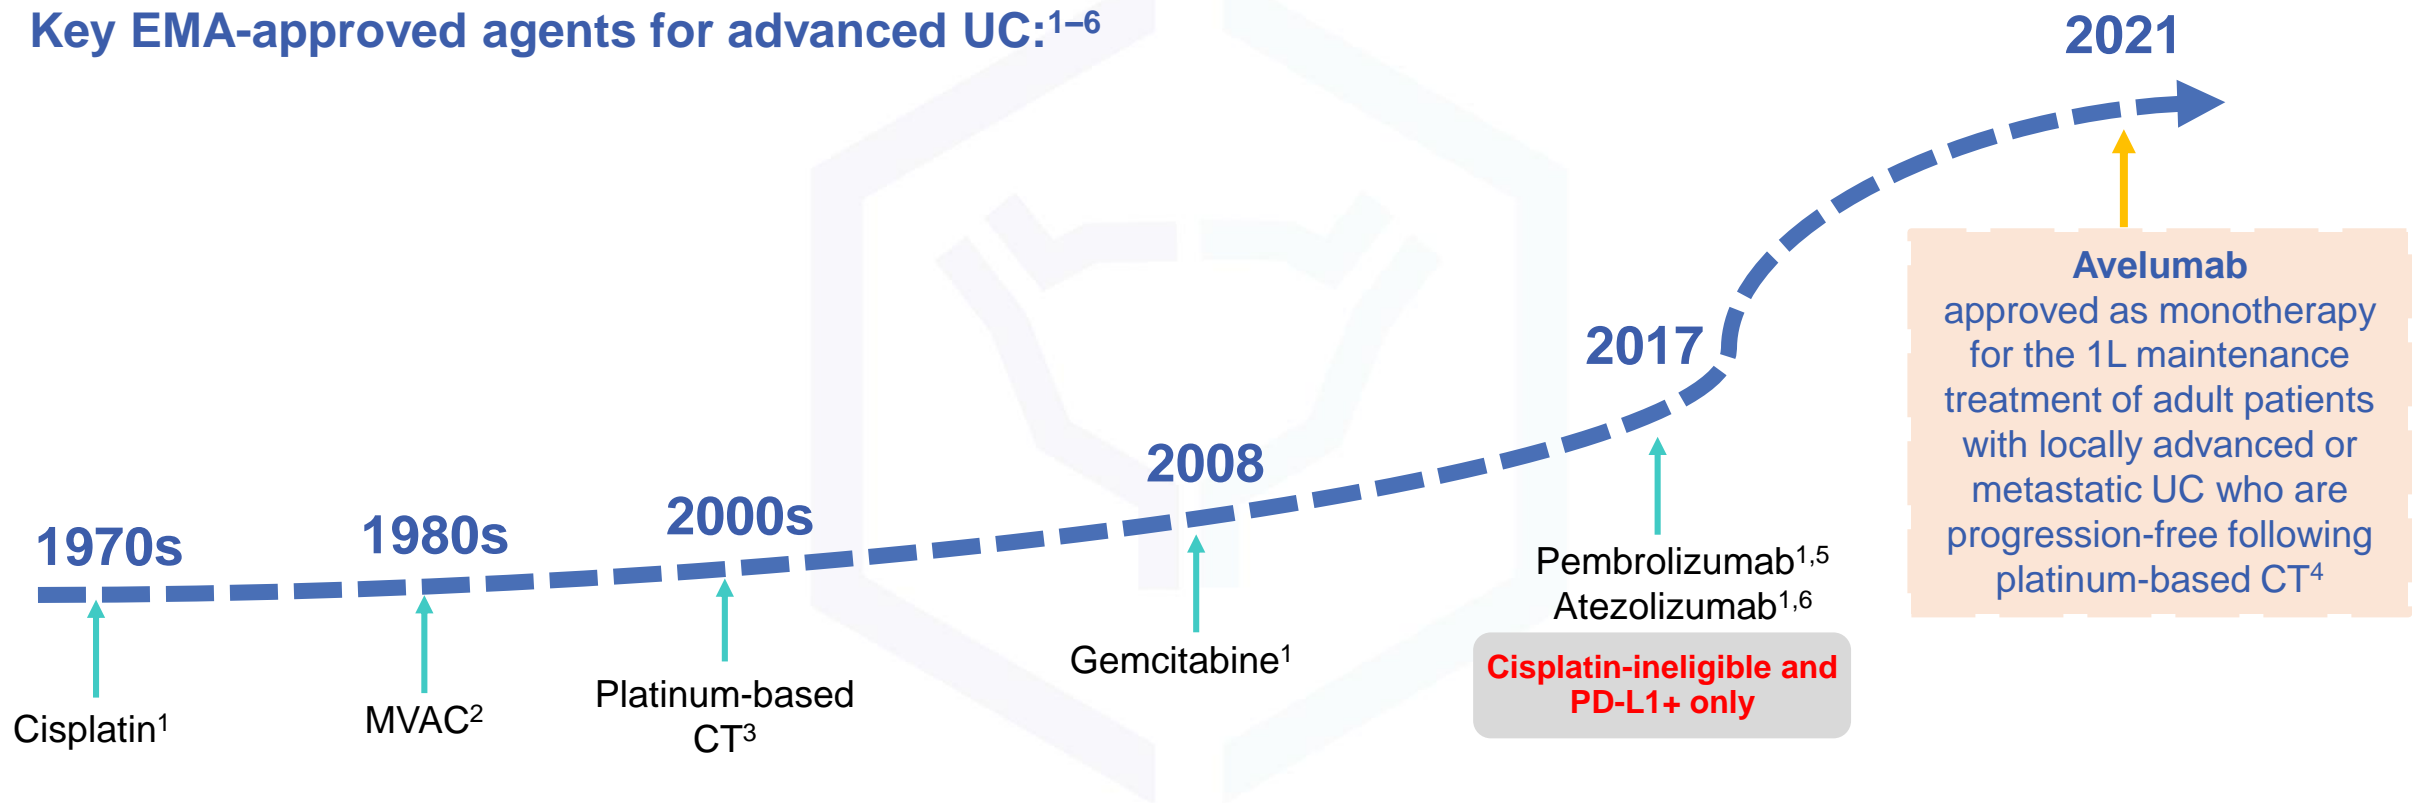 Key EMA-approved agents for advanced UC:1–6
1970s
Cisplatin1
1980s
MVAC2
2000s
Platinum-based
CT3
2008
Gemcitabine1
2017
Pembrolizumab1,5
Atezolizumab1,6
Cisplatin-ineligible and
PD-L1+ only
2021
Avelumab
approved as monotherapy
for the 1L maintenance
treatment of adult patients
with locally advanced or
metastatic UC who are
progression-free following
platinum-based CT4